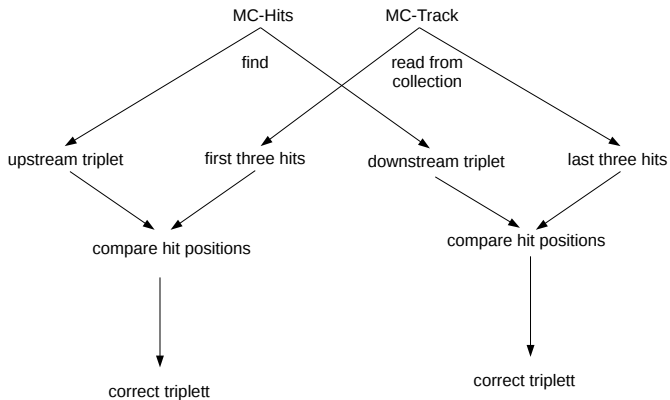 MC-Hits
MC-Track
find
read from
collection
upstream triplet
first three hits
downstream triplet
last three hits
compare hit positions
compare hit positions
correct triplett
correct triplett